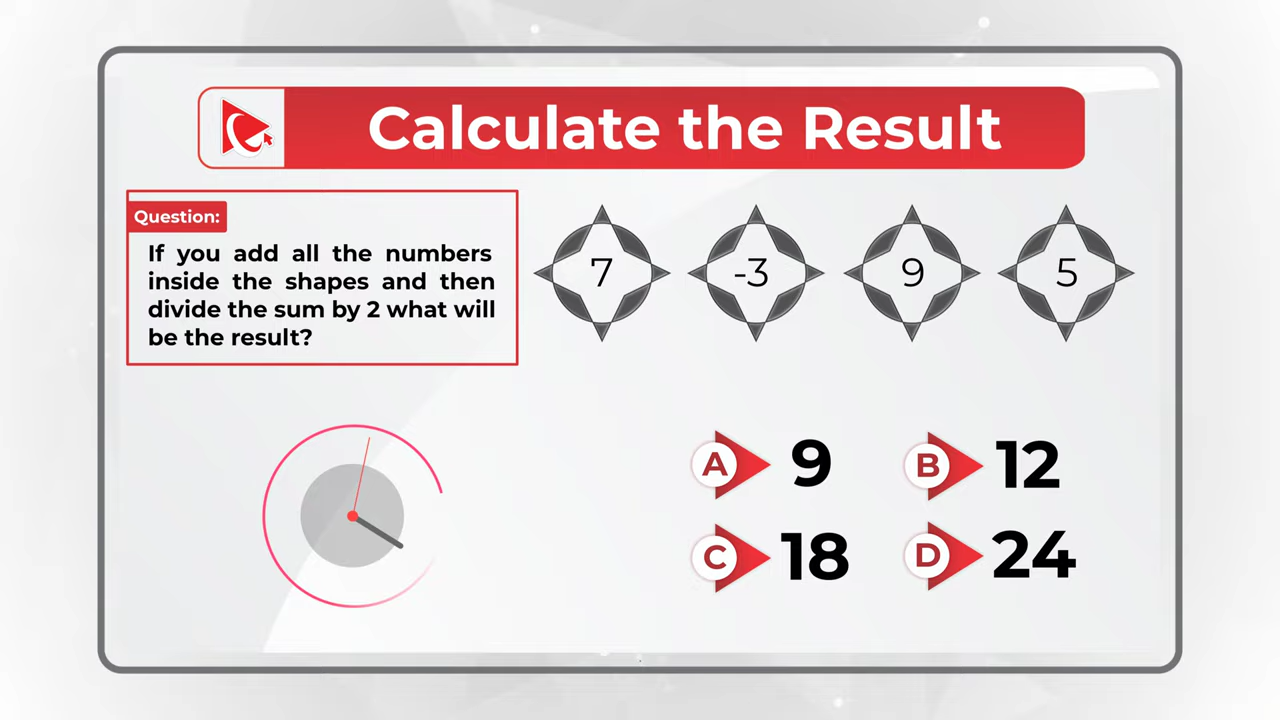 Calculate the Result
Question:
If you add all the numbers
inside the shapes and then
divide the sum by 2 what will
be the result?
7 -3 9 5
A 9 B 12
C 18 D 24